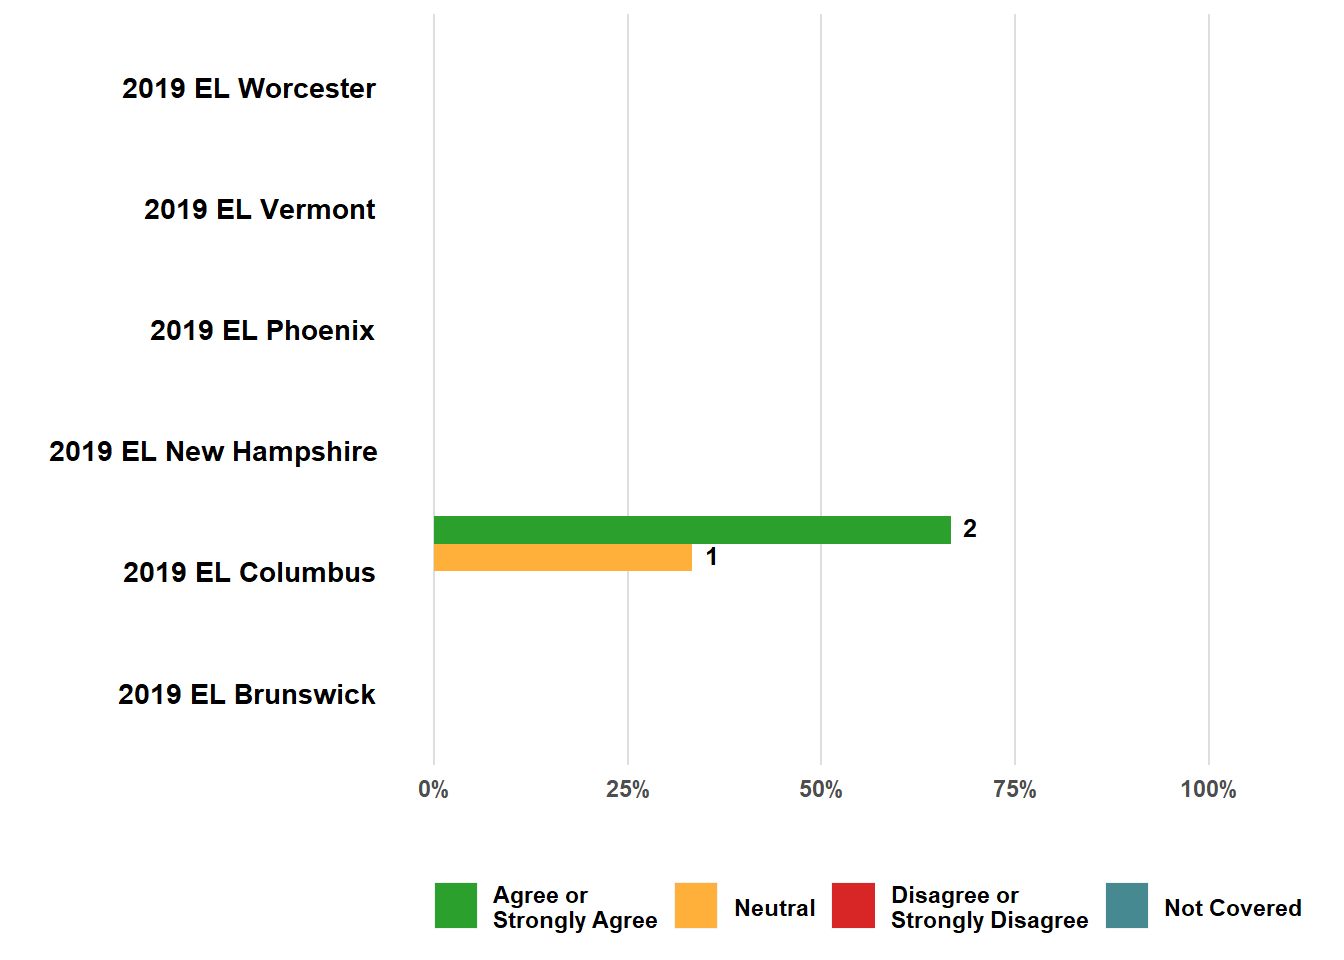 2019 EL Worcester
2019 EL Vermont
2019 EL Phoenix
2019 EL New Hampshire
2
1
2019 EL Columbus
2019 EL Brunswick
0% 25% 50% 75% 100%
Agree or
Strongly Agree
Neutral
Disagree or
Strongly Disagree
Not Covered